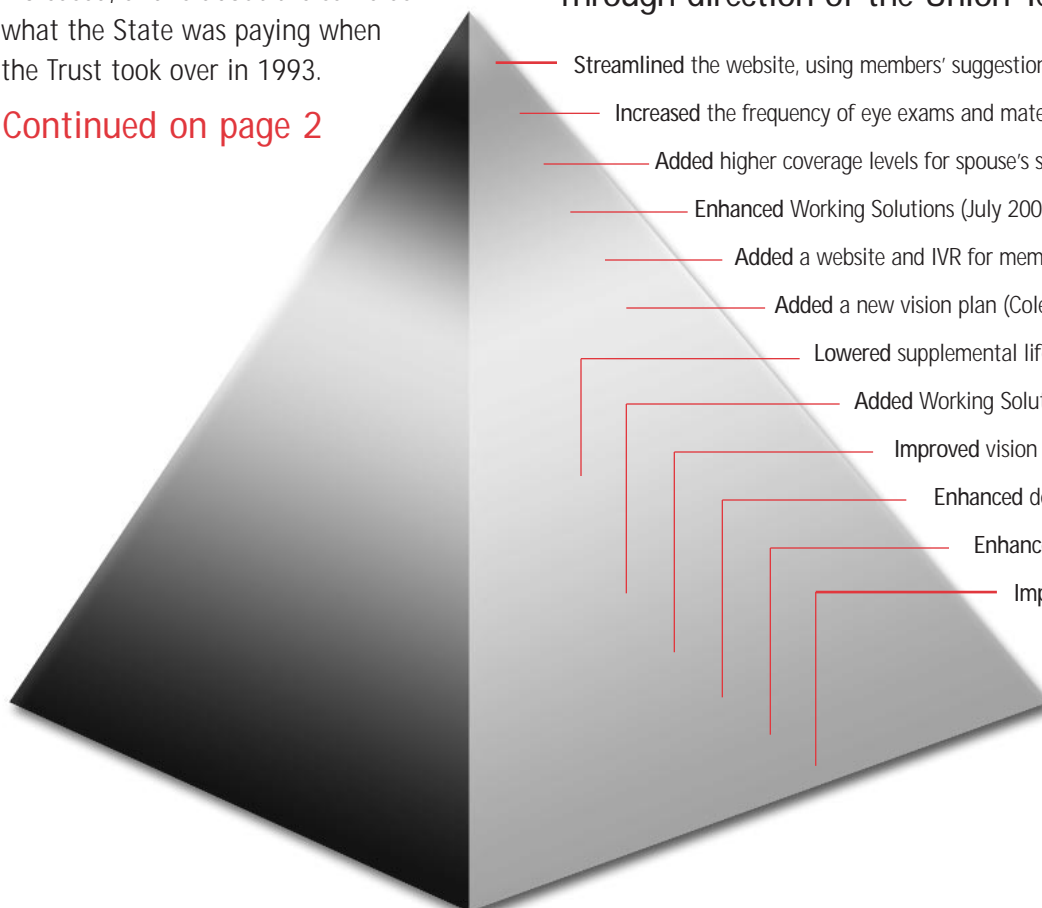 what the State was paying when
the Trust took over in 1993.
Continued on page 2
Through direction of the Union
Streamlined the website, using members' suggestion
Increased the frequency of eye exams and mate
Added higher coverage levels for spouse's s
Enhanced Working Solutions (July 200
Added a website and IVR for mem
Added a new vision plan (Cole
Lowered supplemental lif
Added Working Solut
Improved vision
Enhanced d
Enhanc
Imp